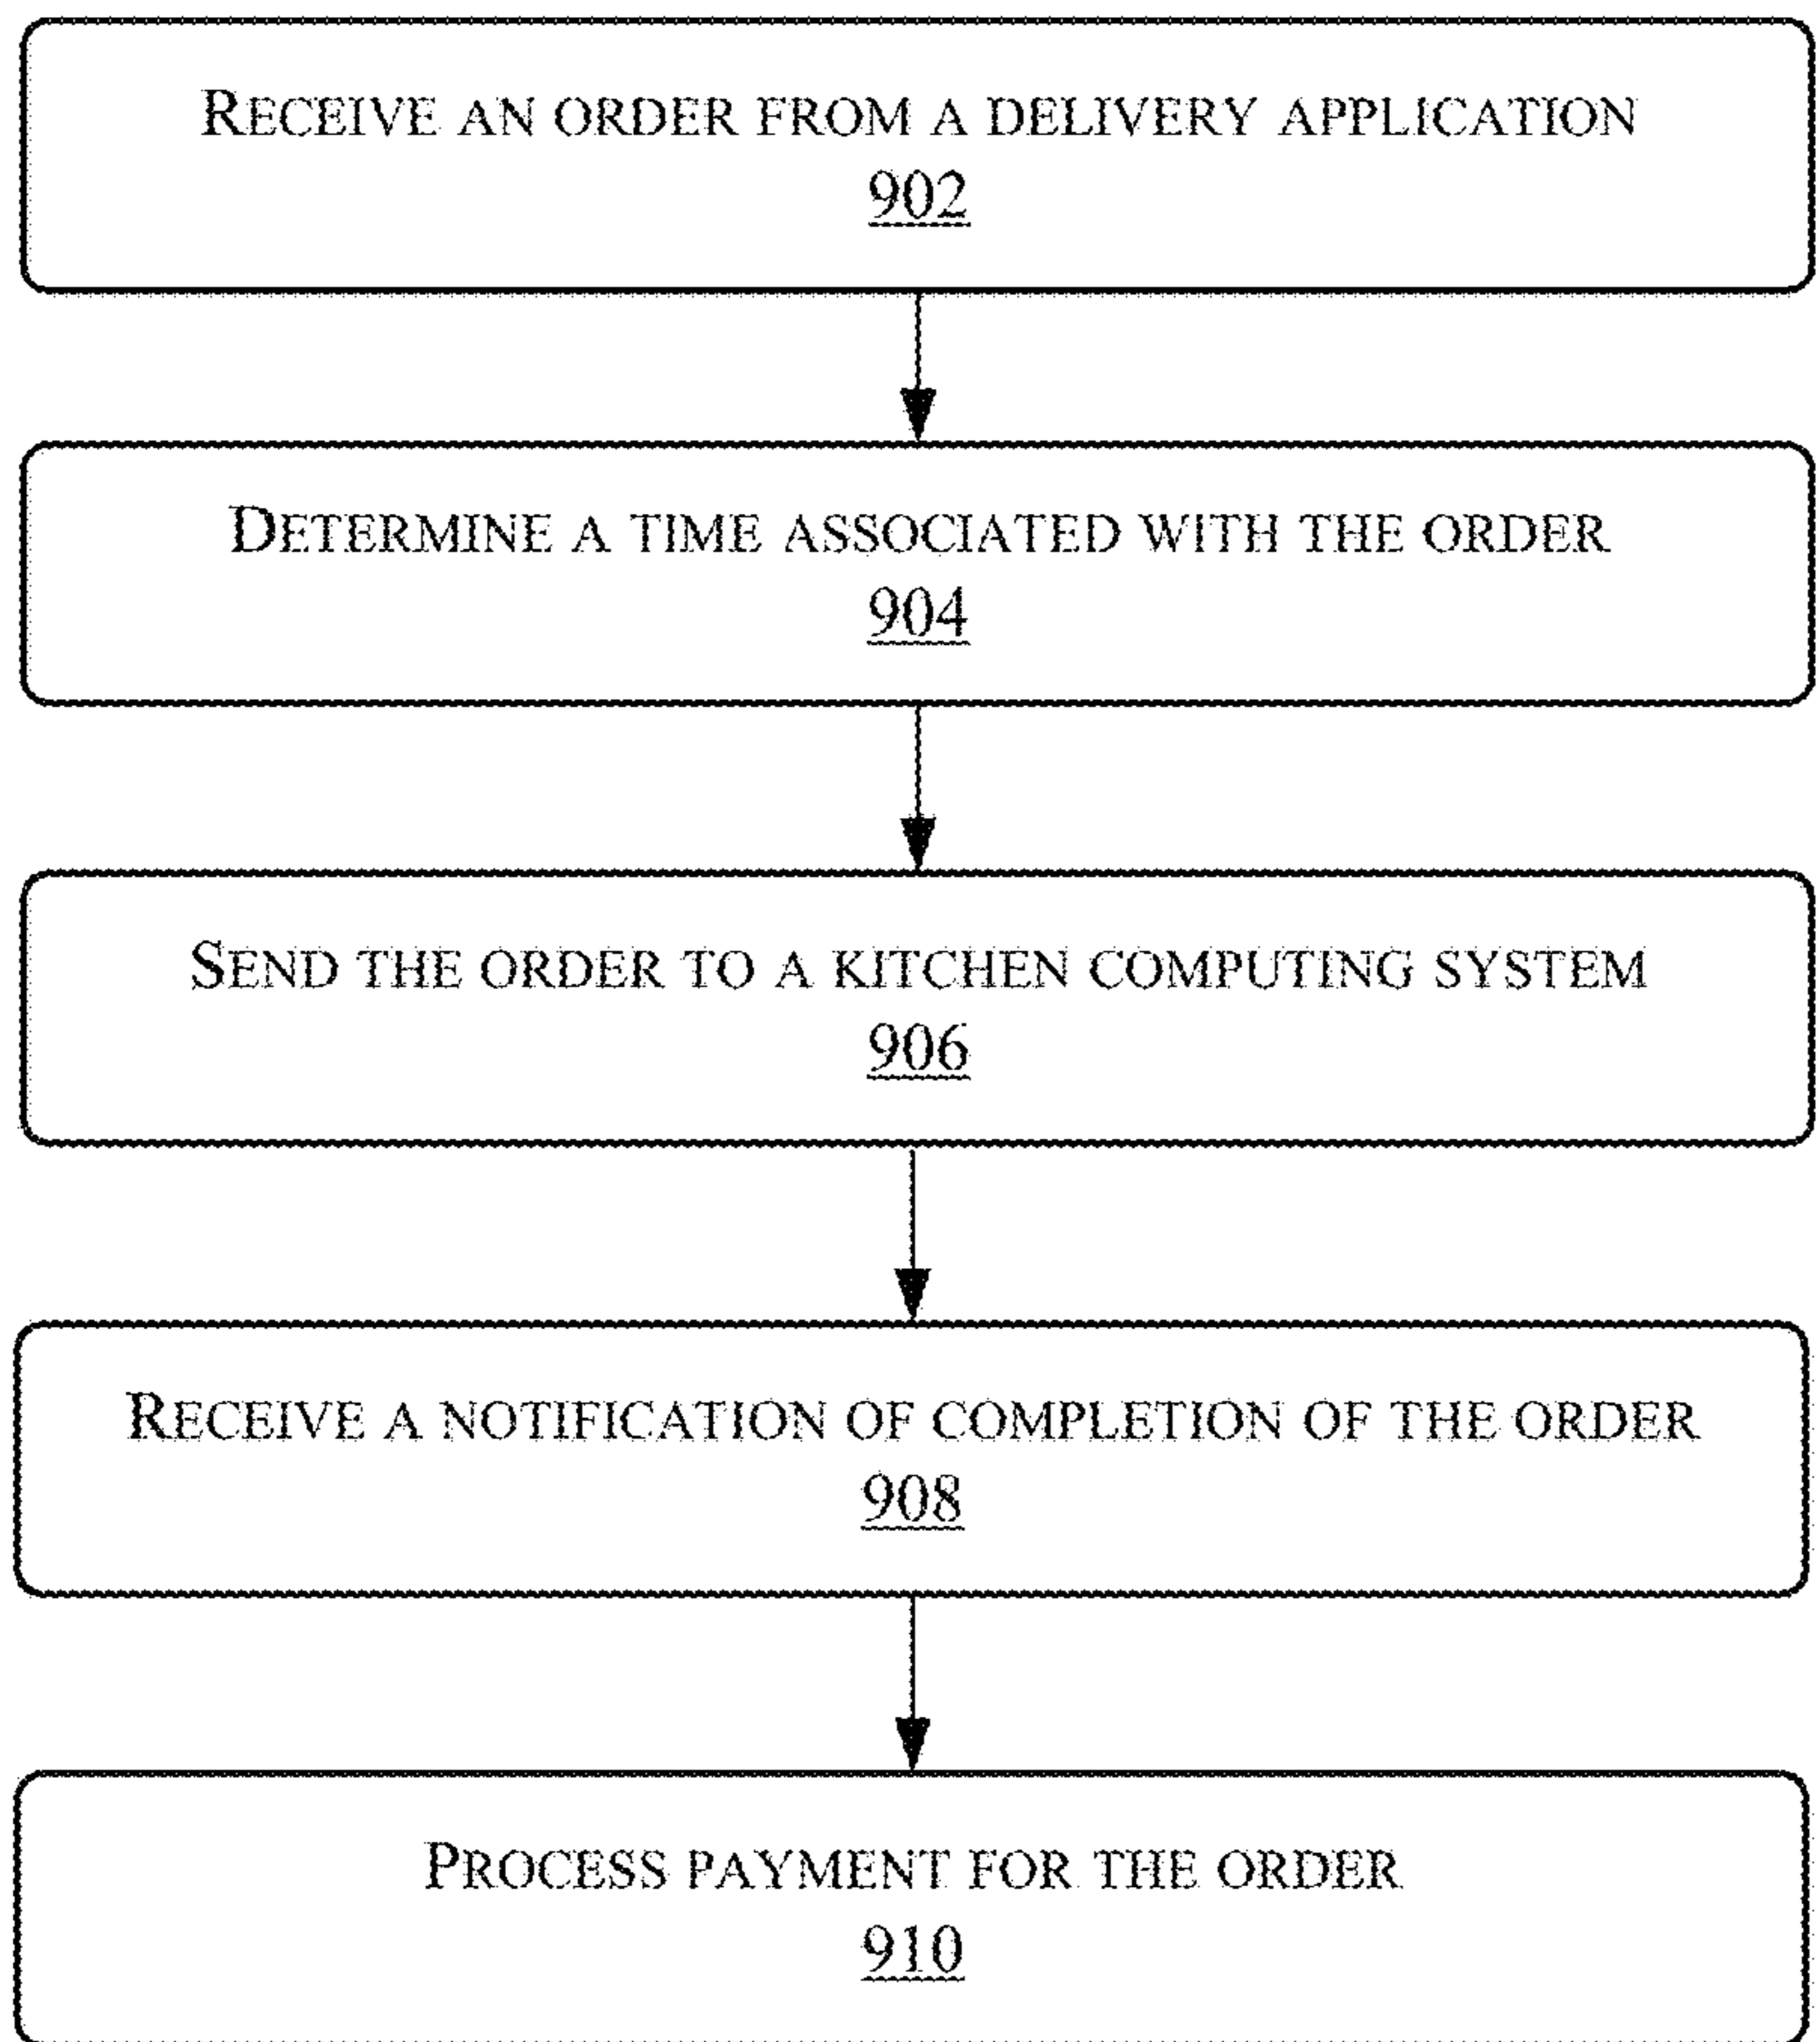 RECEIVE AN ORDER FROM A DELIVERY APPLICATION
902
DETERMINE A TIME ASSOCIATED WITH THE ORDER
904
SEND THE ORDER TO A KITCHEN COMPUTING SYSTEM
906
RECEIVE A NOTIFICATION OF COMPLETION OF THE ORDER
908
PROCESS PAYMENT FOR THE ORDER
910